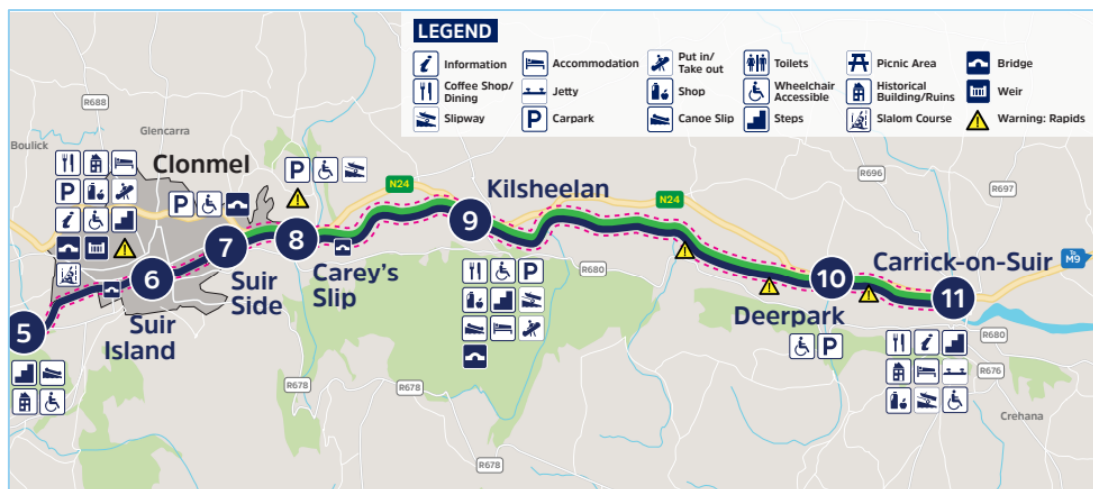 LEGEND
Information
Accommodation
Put in/
Take out
Toilets
Picnic Area
Bridge
Coffee Shop/
Dining
Jetty
Shop
Wheelchair
Accessible
Historical
Building/Ruins
Weir
Slipway
P
Carpark
Canoe Slip
Steps
Slalom Course
Warning: Rapids
R688
Glencarra
Boulick
Clonmel
P
P
P
N24
Kilsheelan
N24
R696
R697
5
6
7
8
9
10
11
Suir
Island
Suir
Side
Carey's
Slip
P
R680
Deerpark
P
Carrick-on-Suir
To
M9
R680
R676
Crehana
R678
R678
R678